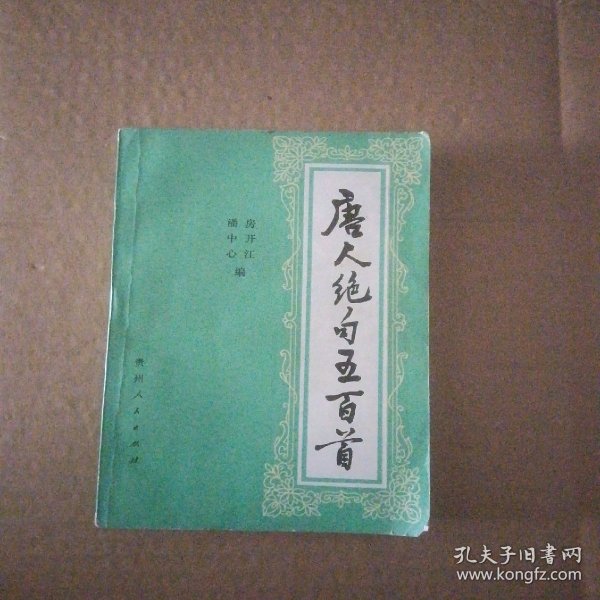 唐人绝句五百首
房开江
潘中心
编
贵州人民出版社
孔夫子旧书网
www.kongfz.com